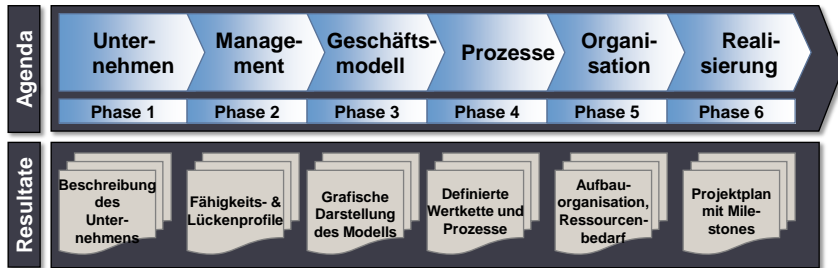 Agenda
Unter-
nehmen
Manage-
ment
Geschäfts-
modell
Prozesse
Organi-
sation
Reali-
sierung
Phase 1
Phase 2
Phase 3
Phase 4
Phase 5
Phase 6
Resultate
Beschreibung
des
Unter-
nehmens
Fähigkeits- &
Lückenprofile
Grafische
Darstellung
des Modells
Definierte
Wertkette und
Prozesse
Aufbau-
organisation,
Ressourcen-
bedarf
Projektplan
mit Mile-
stones